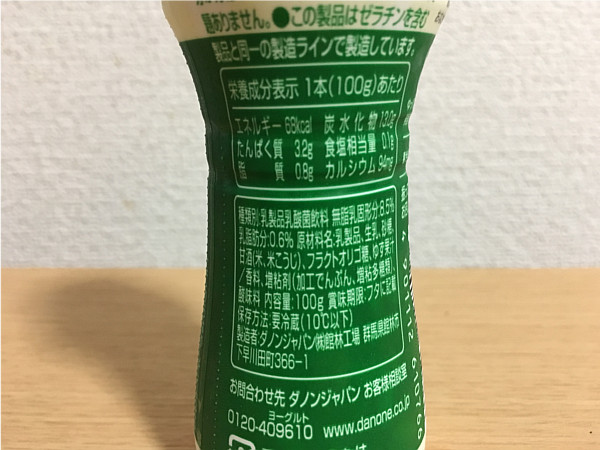 題ありません。●この製品はゼラチンを含む
製品と同一の製造ラインで製造しています。
栄養成分表示 1本(100g)あたり
エネルギー 68kcal 炭水化物 12.0g
たんぱく質 3.2g 食塩相当量 0.1g
脂質 0.8g カルシウム 94mg
種類別:乳製品乳酸菌飲料 無脂乳固形分:8.5%
乳脂肪分:0.6% 原材料名:乳製品、生乳、砂糖、
甘酒(米、米こうじ)、フラクトオリゴ糖、ゆず果汁
/香料、増粘剤(加工でんぷん、増粘多糖類)、
酸味料 内容量:100g 賞味期限:フタに記載
保存方法:要冷蔵(10℃以下)
製造者:ダノンジャパン㈱館林工場 群馬県館林市
下早川田町366-1
お問合わせ先 ダノンジャパン お客様相談室
ヨーグルト
0120-409610 www.danone.co.jp